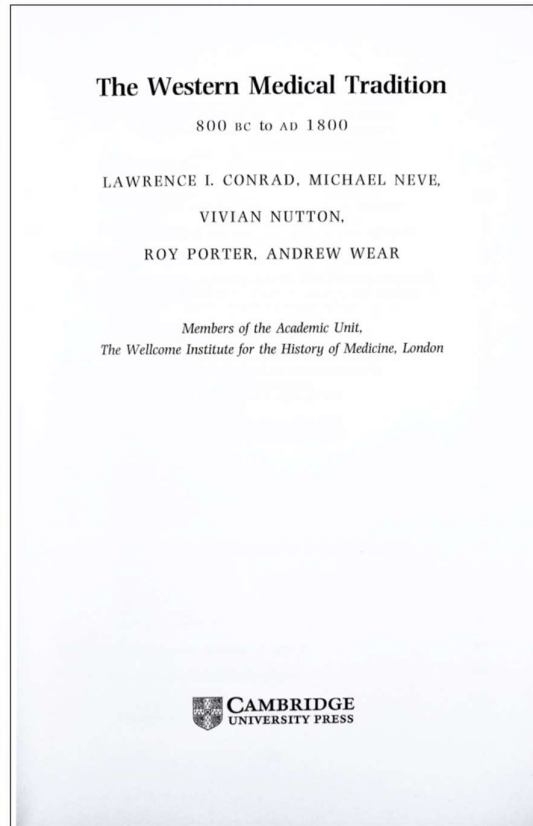 The Western Medical Tradition
800 BC to AD 1800
LAWRENCE I. CONRAD, MICHAEL NEVE,
VIVIAN NUTTON,
ROY PORTER, ANDREW WEAR
Members of the Academic Unit,
The Wellcome Institute for the History of Medicine, London
CAMBRIDGE
UNIVERSITY PRESS